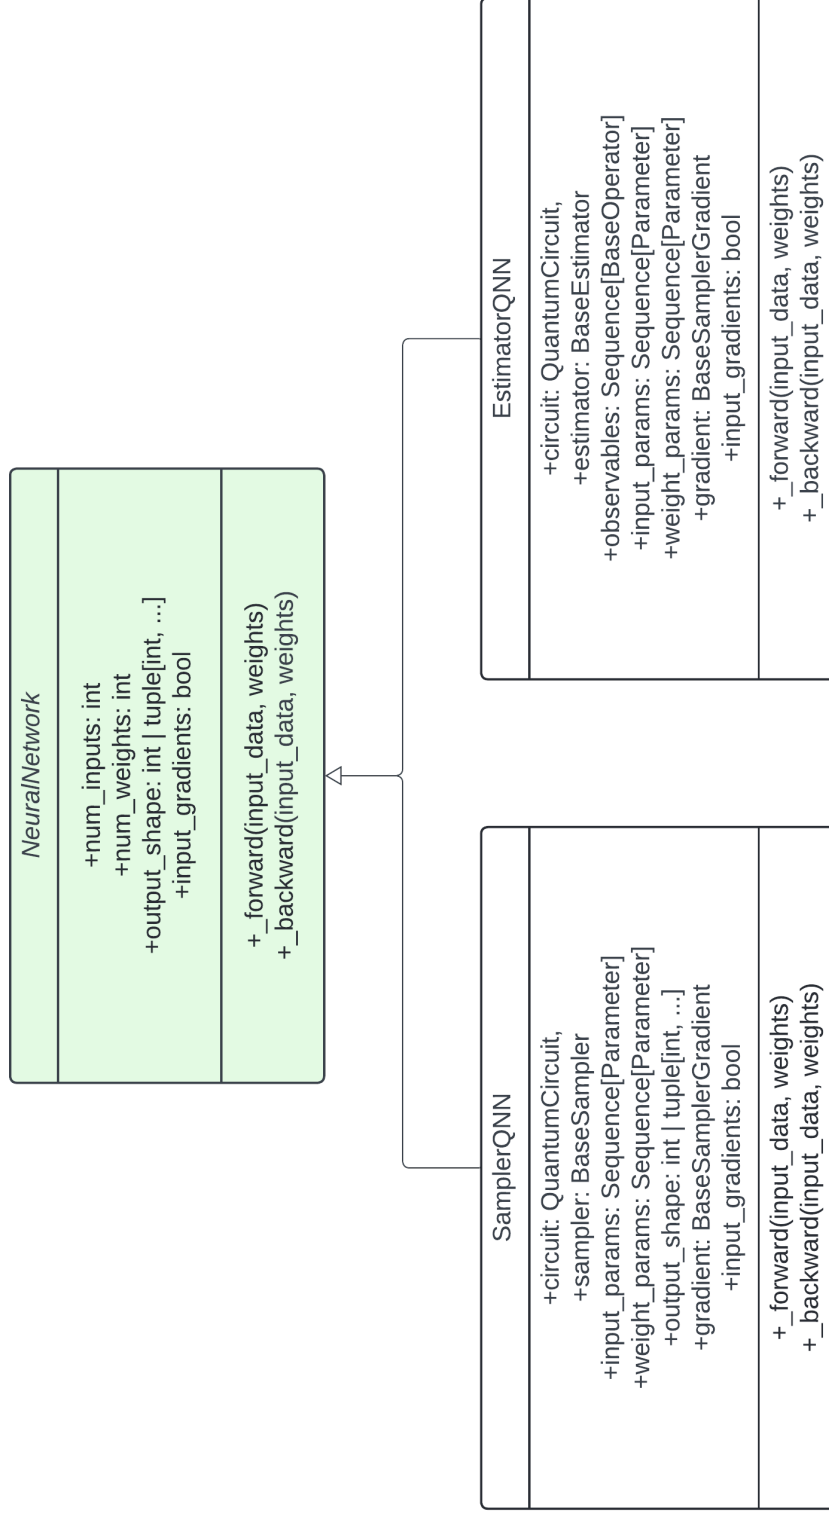 NeuralNetwork
+num_inputs: int
+num_weights: int
+output_shape: int | tuple[int, ...]
+input_gradients: bool
+_forward(input_data, weights)
+_backward(input_data, weights)
SamplerQNN
+circuit: QuantumCircuit,
+sampler: BaseSampler
+input_params: Sequence[Parameter]
+weight_params: Sequence[Parameter]
+output_shape: int | tuple[int, ...]
+gradient: BaseSamplerGradient
+input_gradients: bool
+_forward(input_data, weights)
+_backward(input_data, weights)
EstimatorQNN
+circuit: QuantumCircuit,
+estimator: BaseEstimator
+observables: Sequence[BaseOperator]
+input_params: Sequence[Parameter]
+weight_params: Sequence[Parameter]
+gradient: BaseSamplerGradient
+input_gradients: bool
+_forward(input_data, weights)
+_backward(input_data, weights)